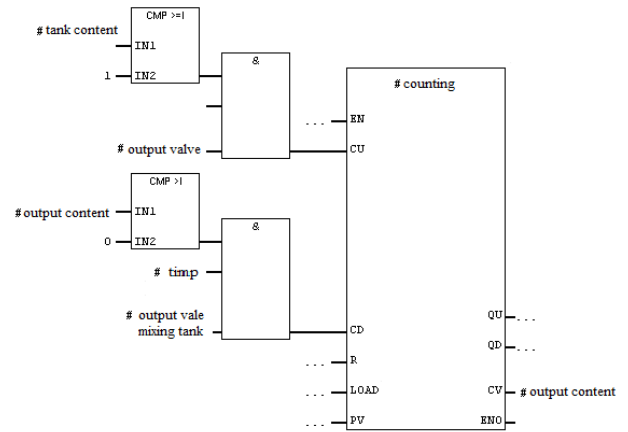 CMP >=I
# tank content
IN1
1
IN2
&
# counting
... EN
# output valve
CU
CMP >I
# output content
IN1
0
IN2
&
# timp
# output vale
mixing tank
CD
QU ...
QD ...
... R
... LOAD
CV # output content
... PV
ENO